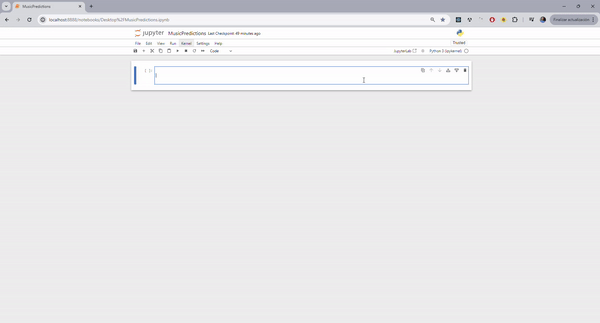 MusicPredictions
localhost:8888/notebooks/Desktop%2FMusicPredictions.ipynb
Finalizar actualización
jupyter MusicPredictions Last Checkpoint: 48 minutes ago
File Edit View Run Kernel Settings Help
Trusted
Code
JupyterLab
Python 3 (ipykernel)